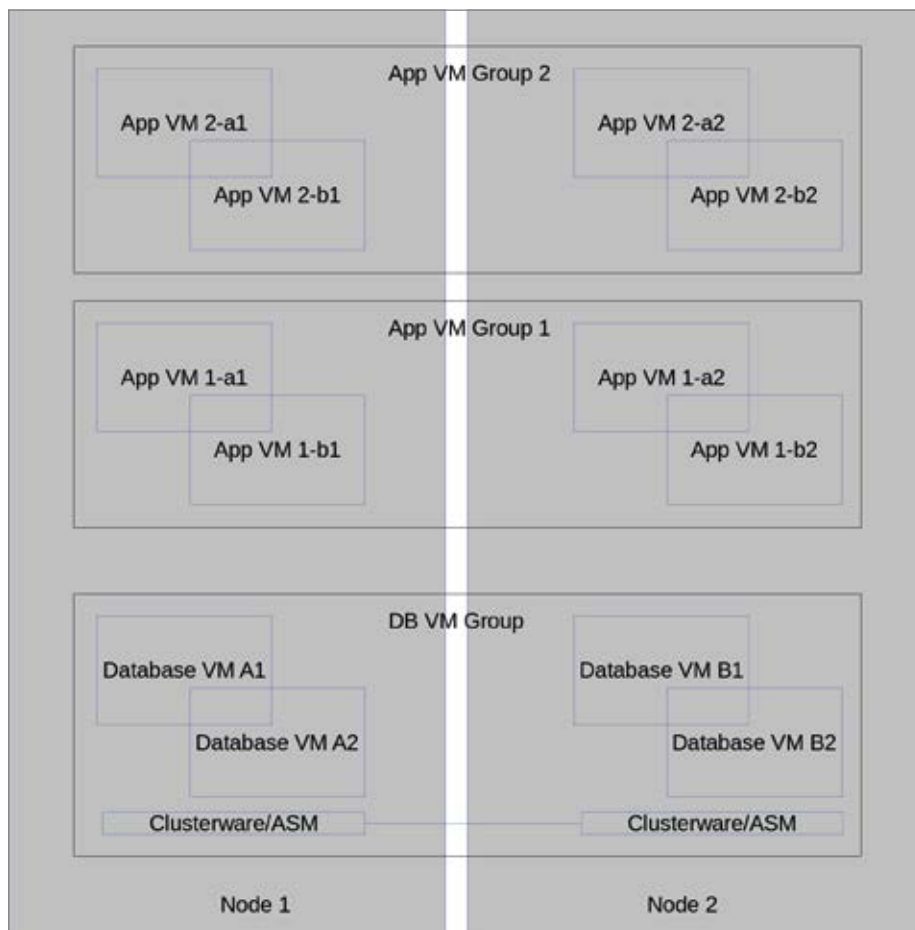 App VM Group 2
App VM 2-a1
App VM 2-a2
App VM 2-b1
App VM 2-b2
App VM Group 1
App VM 1-a1
App VM 1-a2
App VM 1-b1
App VM 1-b2
DB VM Group
Database VM A1
Database VM B1
Database VM A2
Database VM B2
Clusterware/ASM
Clusterware/ASM
Node 1
Node 2